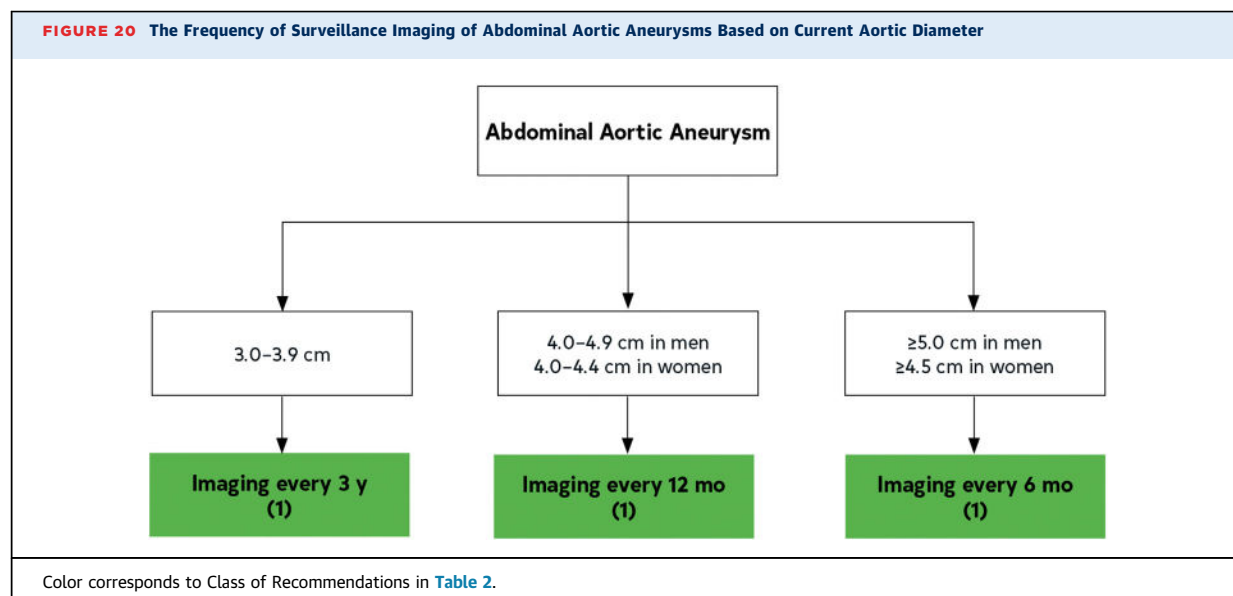 FIGURE 20 The Frequency of Surveillance Imaging of Abdominal Aortic Aneurysms Based on Current Aortic Diameter
Abdominal Aortic Aneurysm
3.0–3.9 cm
4.0–4.9 cm in men
4.0–4.4 cm in women
≥5.0 cm in men
≥4.5 cm in women
Imaging every 3 y
(1)
Imaging every 12 mo
(1)
Imaging every 6 mo
(1)
Color corresponds to Class of Recommendations in Table 2.